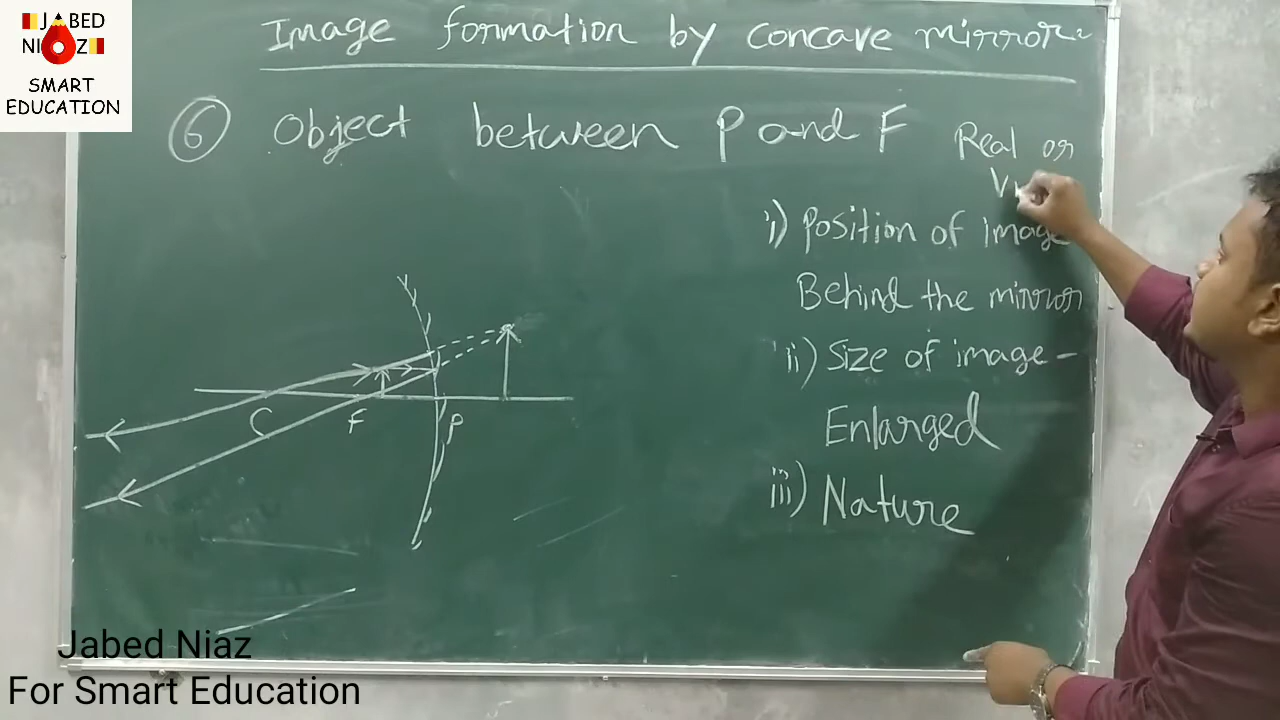 JABED
NIAZ
SMART
EDUCATION
Image formation by concave mirror
6 Object between P and F
Real or
i) Position of image
Behind the mirror
ii) Size of image -
Enlarged
iii) Nature
C F P
Jabed Niaz
For Smart Education